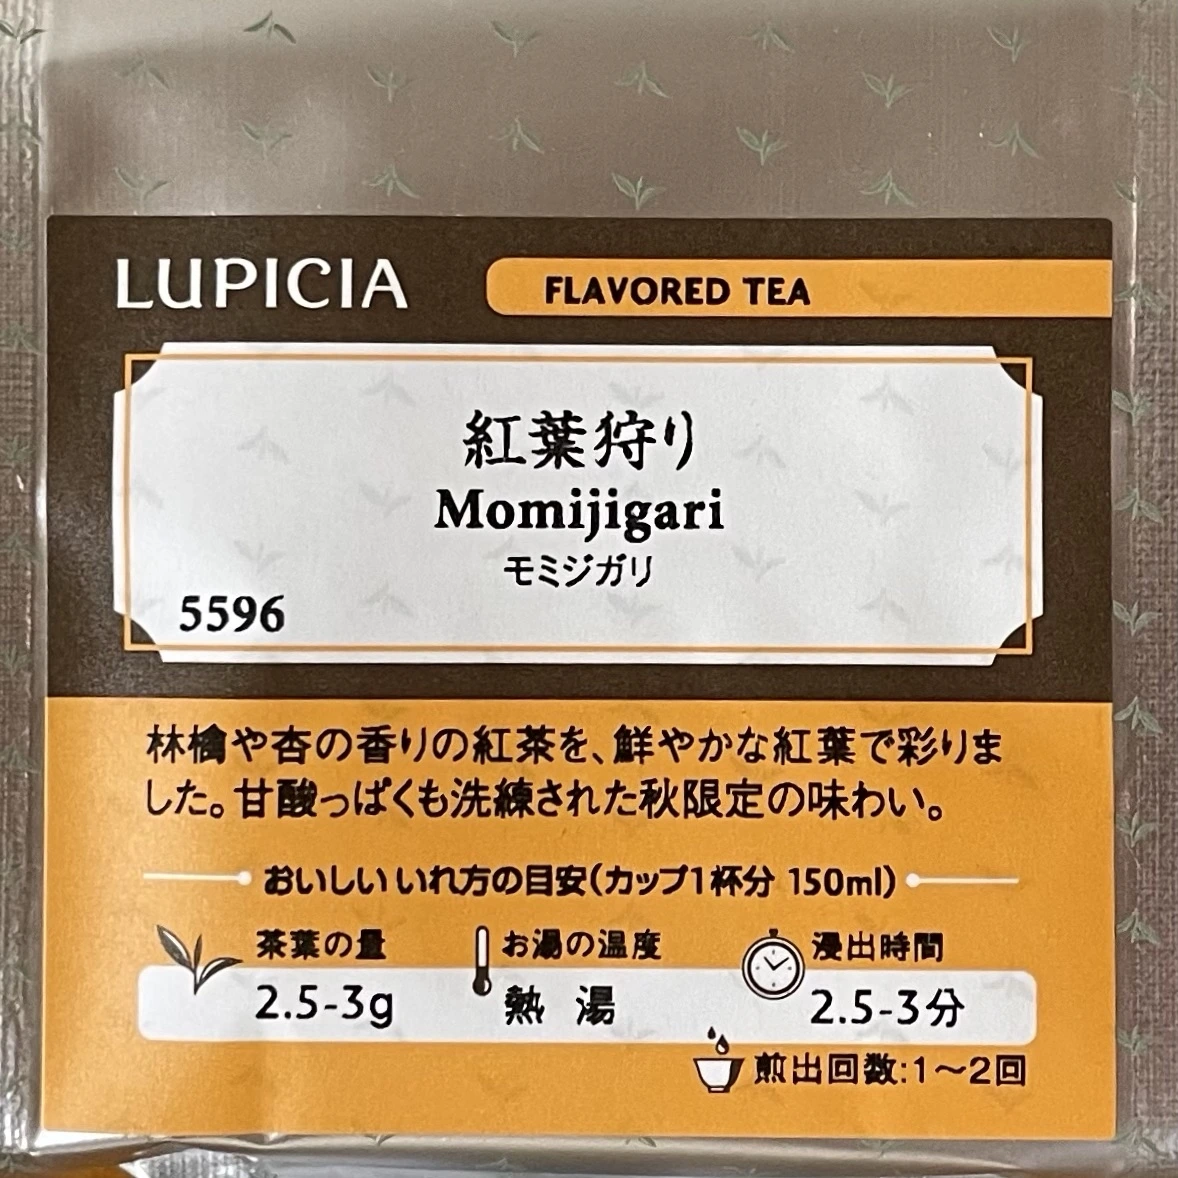 LUPICIA
FLAVORED TEA
紅葉狩り
Momijigari
モミジガリ
5596
林檎や杏の香りの紅茶を、鮮やかな紅葉で彩りま
した。甘酸っぱくも洗練された秋限定の味わい。
おいしいいれ方の目安(カップ1杯分 150ml)
茶葉の量
お湯の温度
浸出時間
2.5-3g
熱 湯
2.5-3分
煎出回数:1〜2回